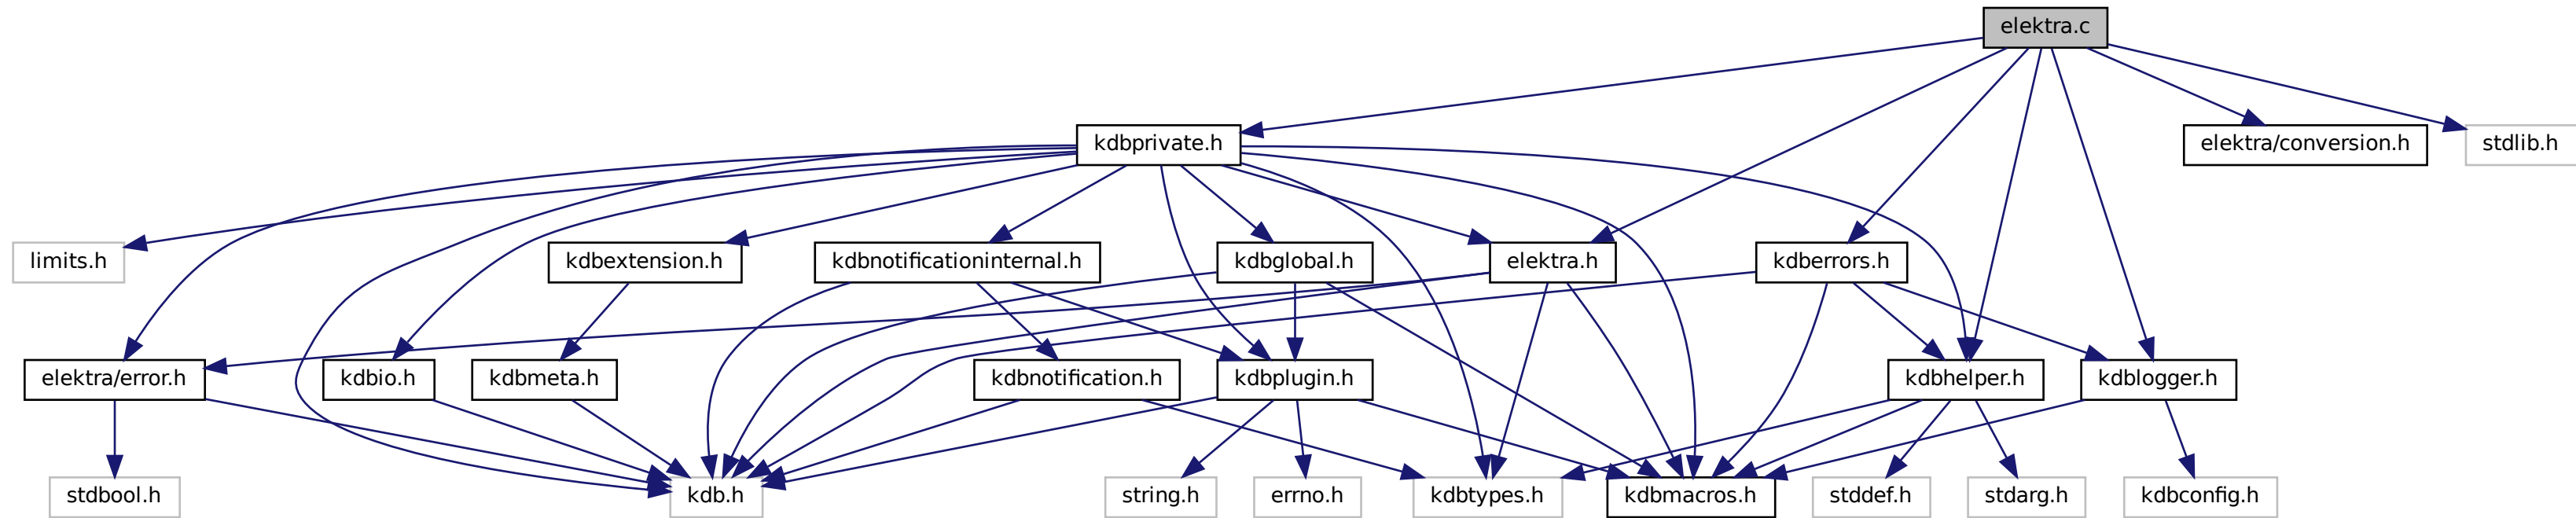 elektra.c
kdbprivate.h
elektra/conversion.h
stdlib.h
limits.h
kdbextension.h
kdbnotificationinternal.h
kdbglobal.h
elektra.h
kdberrors.h
elektra/error.h
kdbio.h
kdbmeta.h
kdbnotification.h
kdbplugin.h
kdbhelper.h
kdblogger.h
stdbool.h
kdb.h
string.h
errno.h
kdbtypes.h
kdbmacros.h
stddef.h
stdarg.h
kdbconfig.h